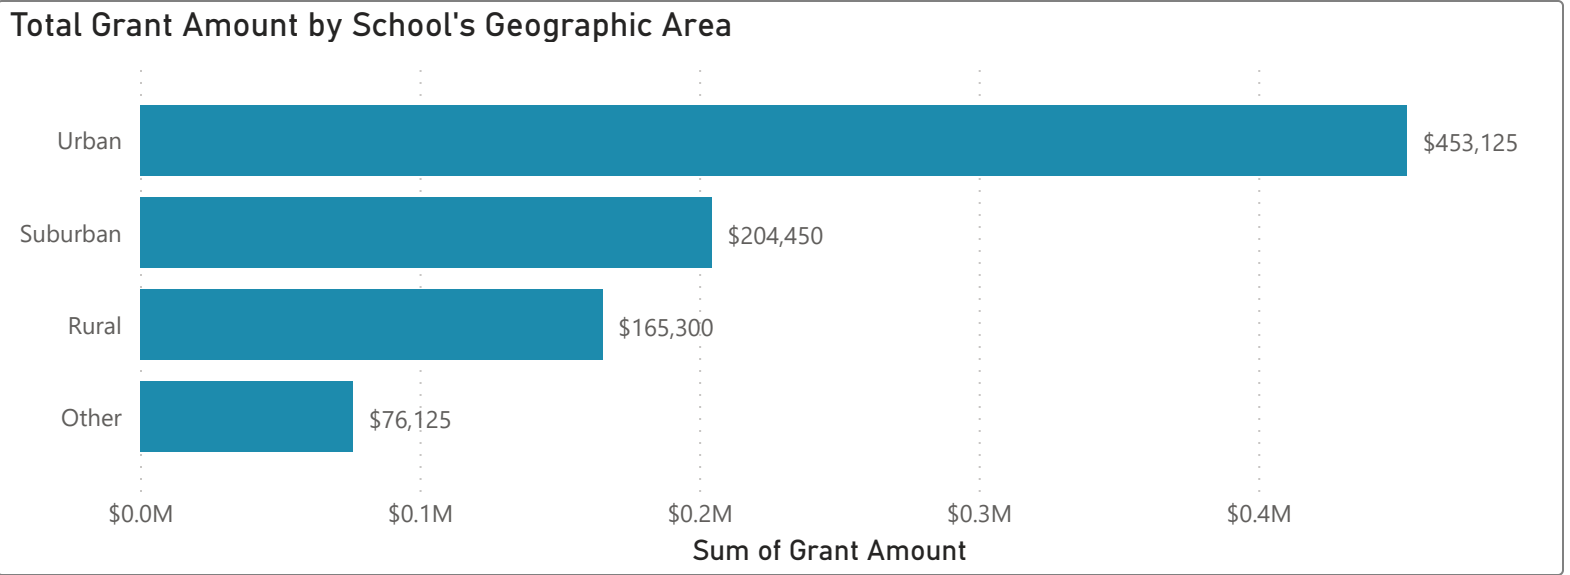 Total Grant Amount by School's Geographic Area
Urban $453,125
Suburban $204,450
Rural $165,300
Other $76,125
$0.0M $0.1M $0.2M $0.3M $0.4M
Sum of Grant Amount